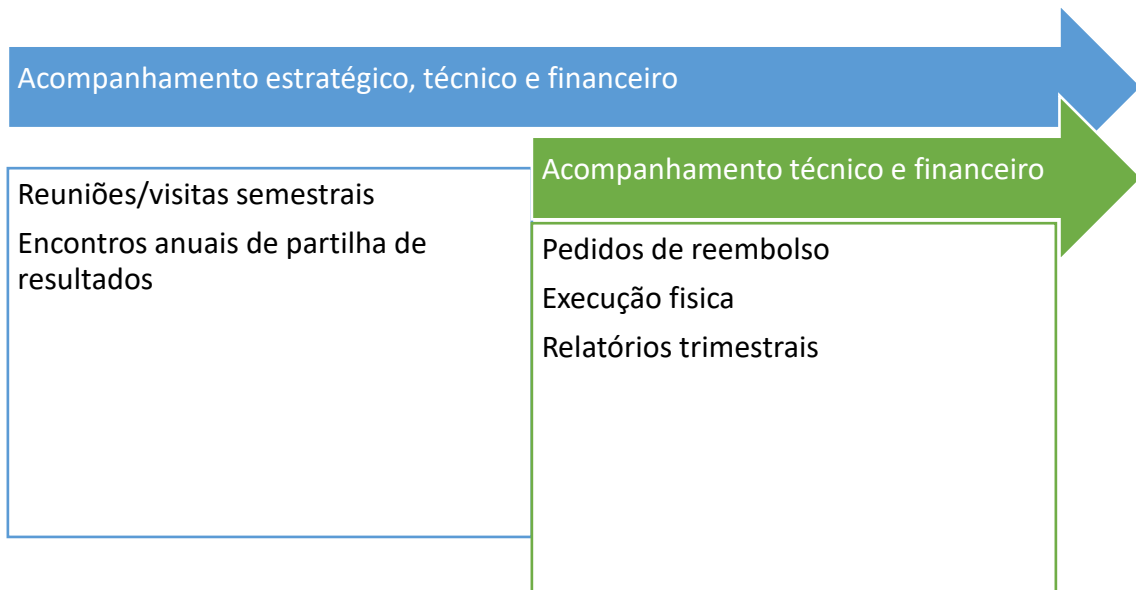 Acompanhamento estratégico, técnico e financeiro
Reuniões/visitas semestrais
Encontros anuais de partilha de
resultados
Acompanhamento técnico e financeiro
Pedidos de reembolso
Execução fisica
Relatórios trimestrais